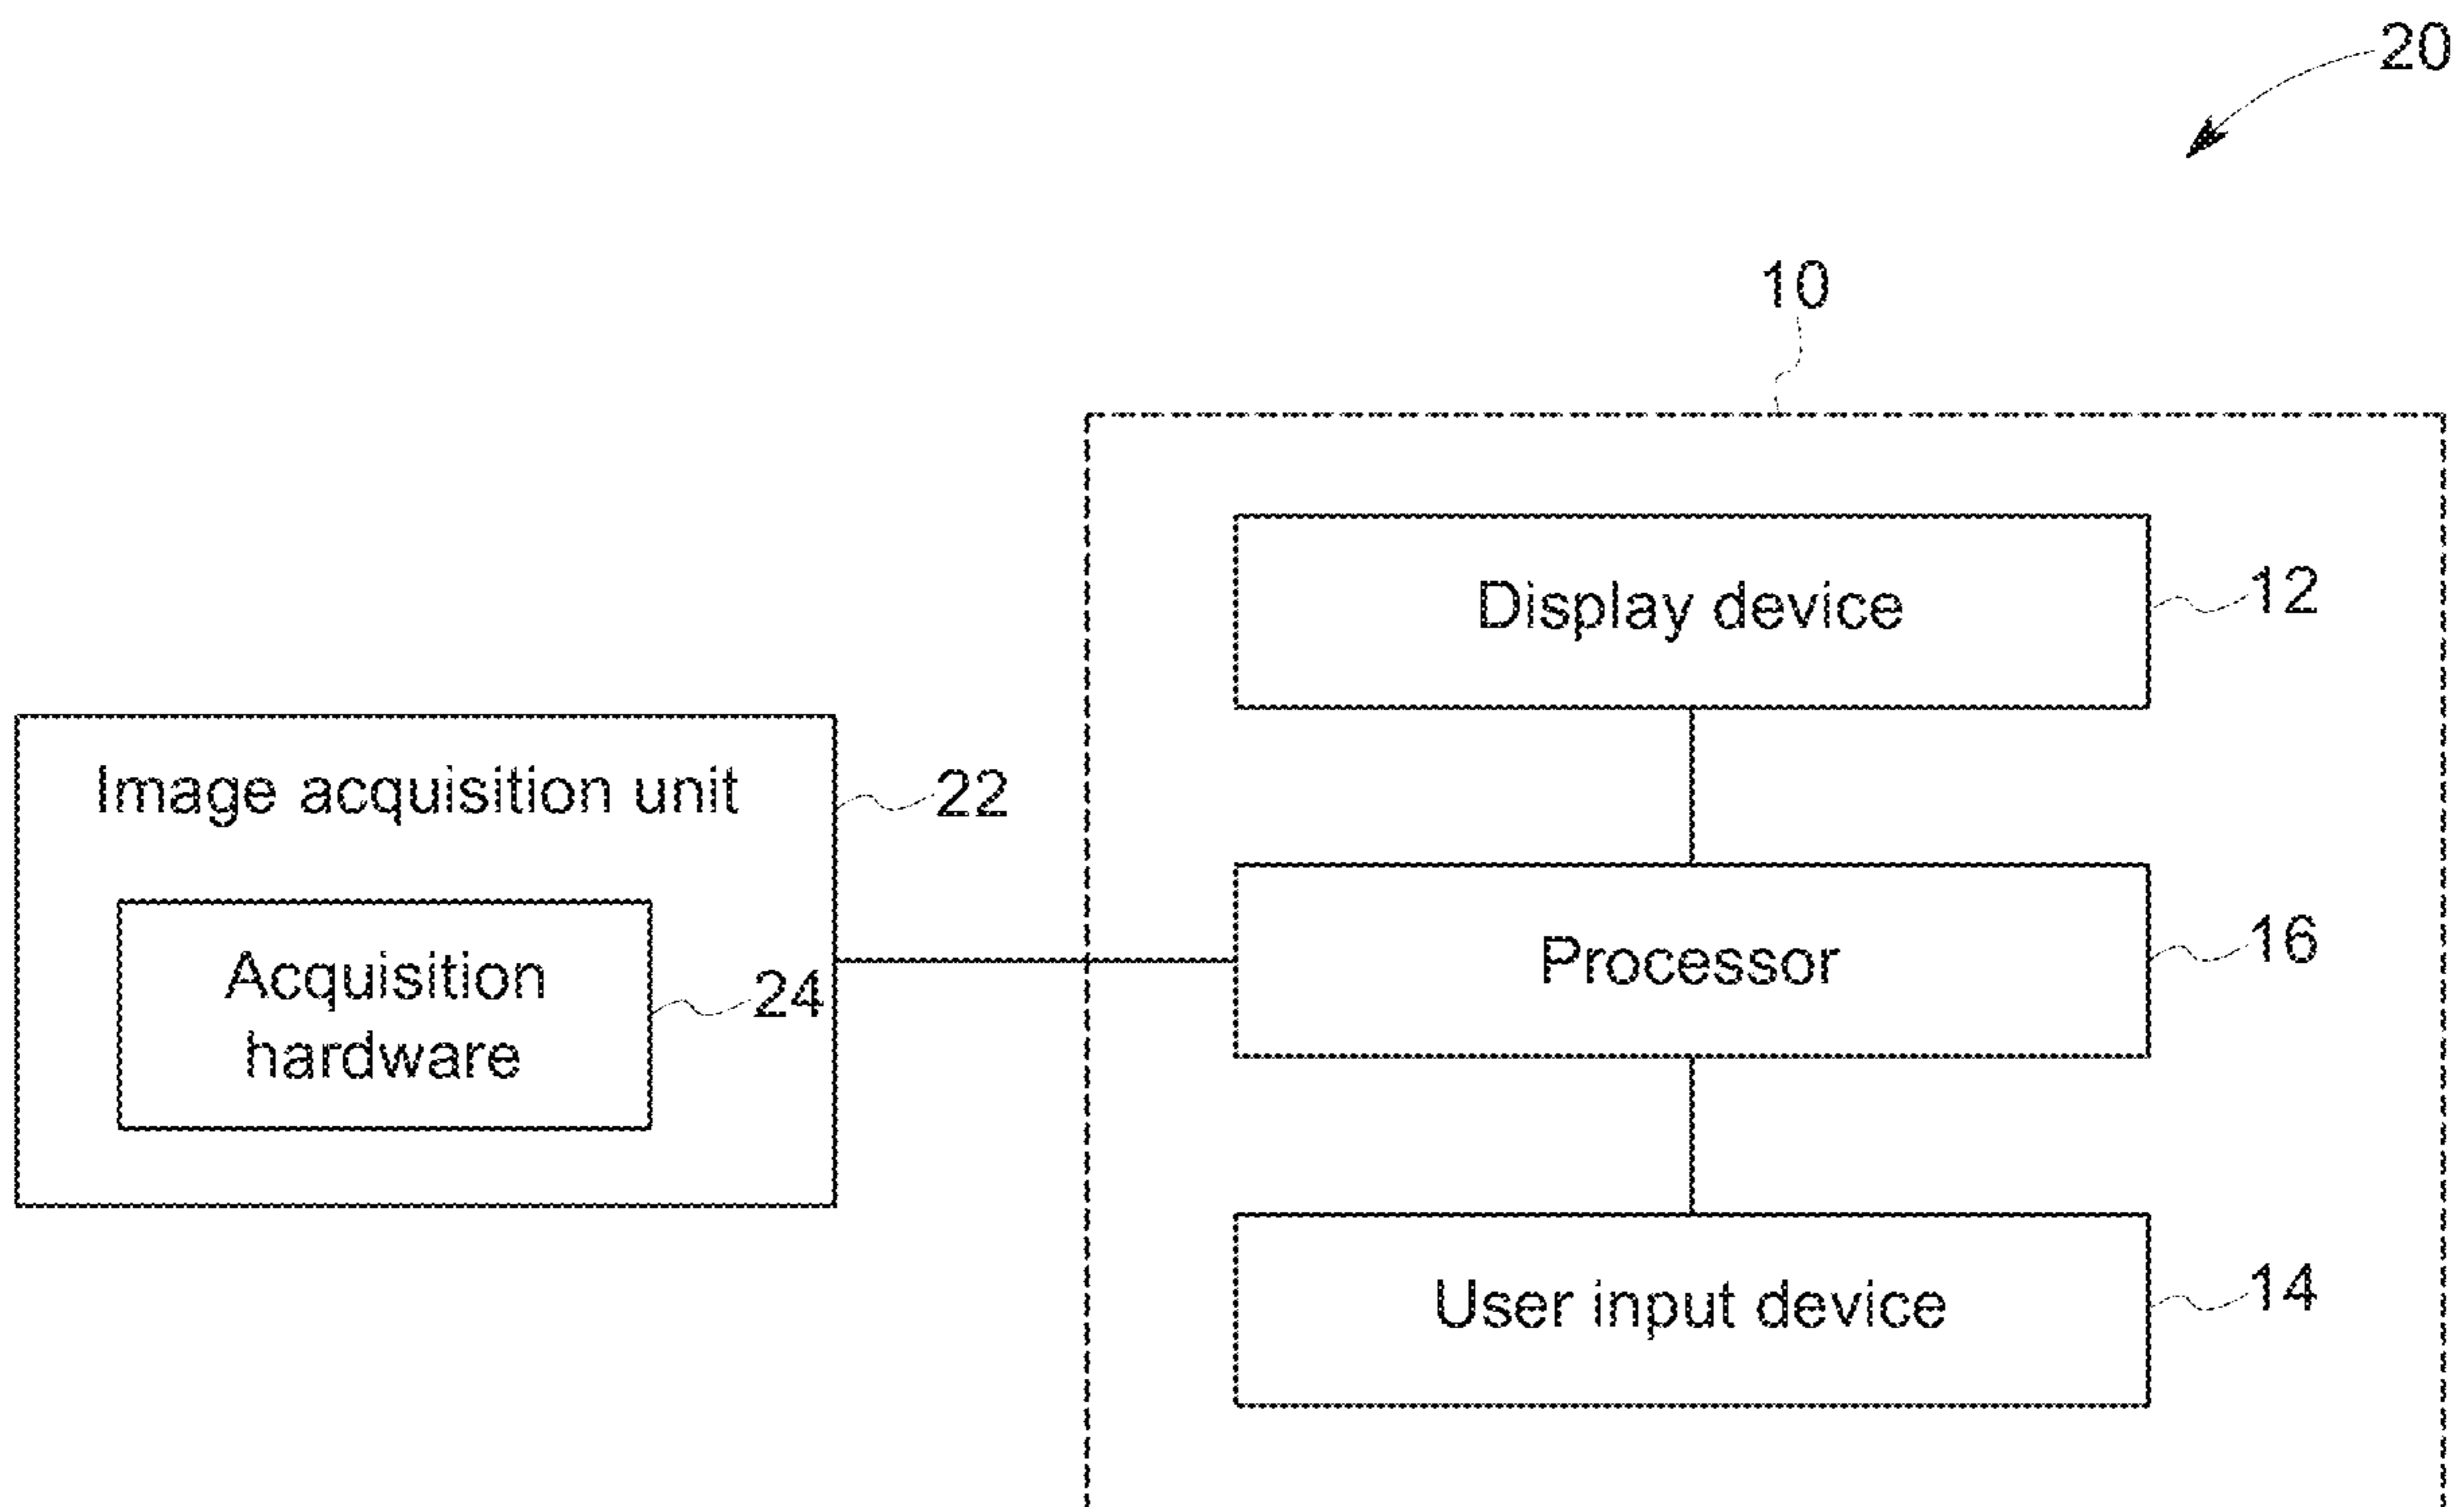 20
10
Display device
12
Image acquisition unit
22
Acquisition
hardware
24
Processor
16
User input device
14